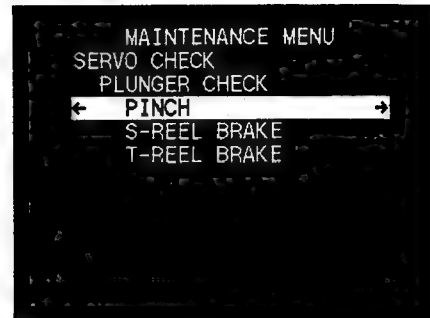 MAINTENANCE MENU
SERVO CHECK
PLUNGER CHECK
← PINCH →
S-REEL BRAKE
T-REEL BRAKE